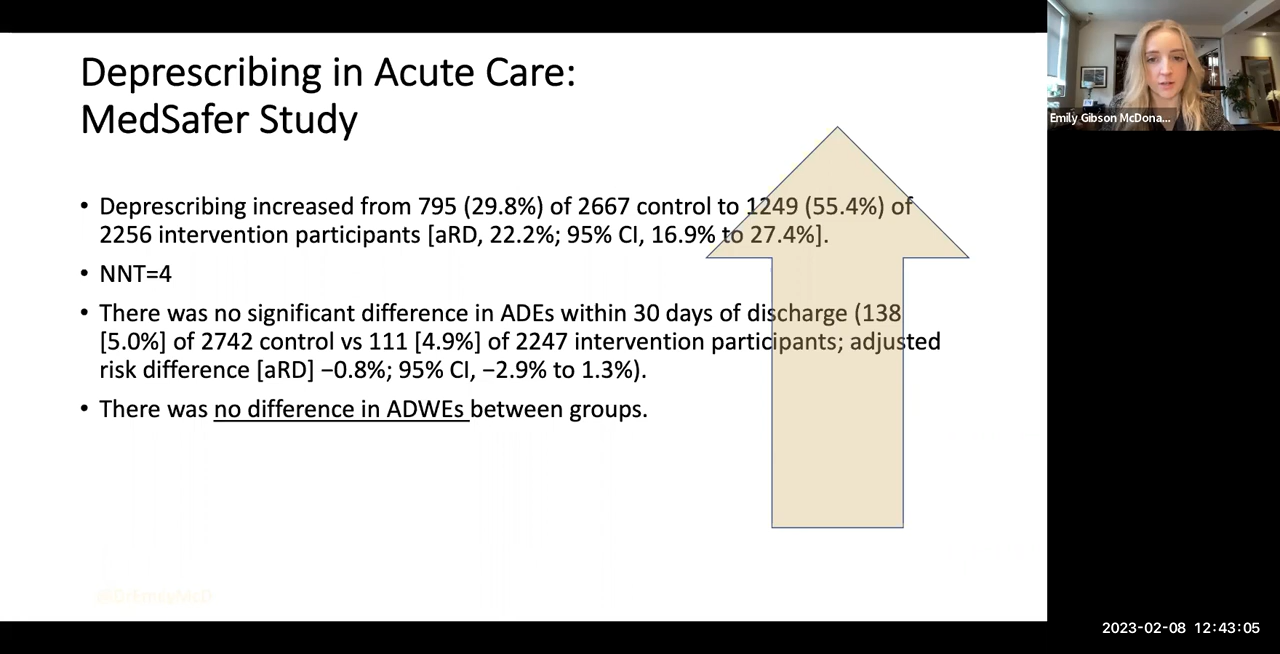 Deprescribing in Acute Care:
MedSafer Study
• Deprescribing increased from 795 (29.8%) of 2667 control to 1249 (55.4%) of
2256 intervention participants [aRD, 22.2%; 95% CI, 16.9% to 27.4%].
• NNT=4
• There was no significant difference in ADEs within 30 days of discharge (138
[5.0%] of 2742 control vs 111 [4.9%] of 2247 intervention participants; adjusted
risk difference [aRD] −0.8%; 95% CI, −2.9% to 1.3%).
• There was no difference in ADWEs between groups.
Emily Gibson McDona...
2023-02-08 12:43:05